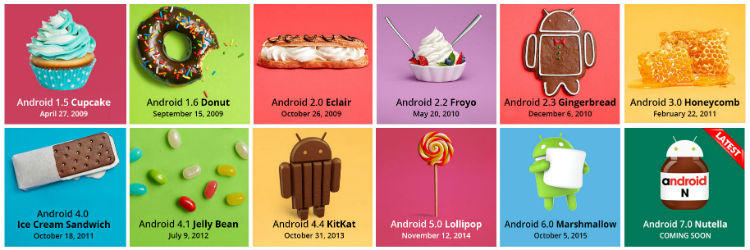 Android 1.5 Cupcake
April 27, 2009
Android 1.6 Donut
September 15, 2009
Android 2.0 Eclair
October 26, 2009
Android 2.2 Froyo
May 20, 2010
Android 2.3 Gingerbread
December 6, 2010
Android 3.0 Honeycomb
February 22, 2011
Android 4.0
Ice Cream Sandwich
October 18, 2011
Android 4.1 Jelly Bean
July 9, 2012
Android 4.4 KitKat
October 31, 2013
Android 5.0 Lollipop
November 12, 2014
Android 6.0 Marshmallow
October 5, 2015
LATEST
android
N
Android 7.0 Nutella
COMING SOON